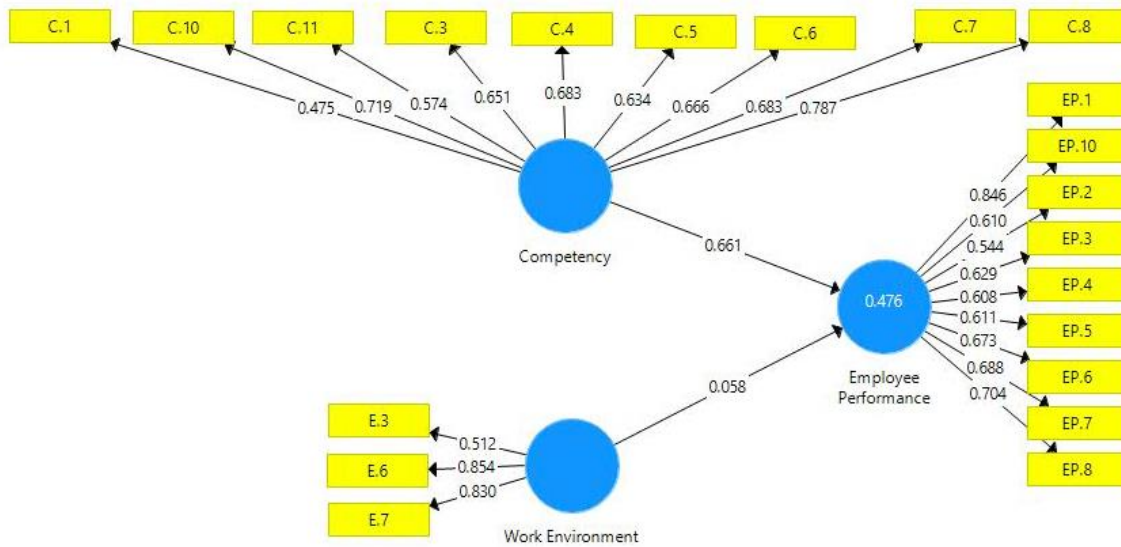 C.1
C.10
C.11
C.3
C.4
C.5
C.6
C.7
C.8
0.475
0.719
0.574
0.651
0.683
0.634
0.666
0.683
0.787
Competency
0.661
EP.1
EP.10
EP.2
EP.3
EP.4
EP.5
EP.6
EP.7
EP.8
0.846
0.610
0.544
0.629
0.608
0.611
0.673
0.688
0.704
0.476
Employee
Performance
0.058
E.3
E.6
E.7
0.512
0.854
0.830
Work Environment